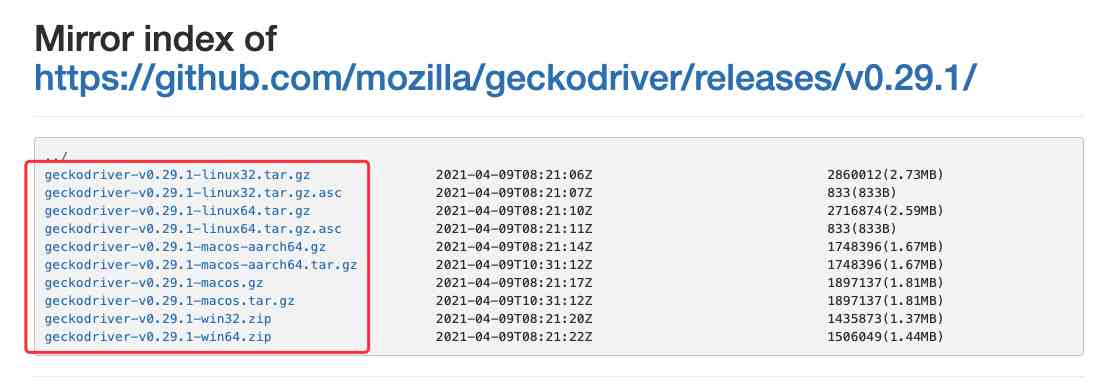 Mirror index of
https://github.com/mozilla/geckodriver/releases/v0.29.1/
../
geckodriver-v0.29.1-linux32.tar.gz 2021-04-09T08:21:06Z 2860012(2.73MB)
geckodriver-v0.29.1-linux32.tar.gz.asc 2021-04-09T08:21:07Z 833(833B)
geckodriver-v0.29.1-linux64.tar.gz 2021-04-09T08:21:10Z 2716874(2.59MB)
geckodriver-v0.29.1-linux64.tar.gz.asc 2021-04-09T08:21:11Z 833(833B)
geckodriver-v0.29.1-macos-aarch64.gz 2021-04-09T08:21:14Z 1748396(1.67MB)
geckodriver-v0.29.1-macos-aarch64.tar.gz 2021-04-09T10:31:12Z 1748396(1.67MB)
geckodriver-v0.29.1-macos.gz 2021-04-09T08:21:17Z 1897137(1.81MB)
geckodriver-v0.29.1-macos.tar.gz 2021-04-09T10:31:12Z 1897137(1.81MB)
geckodriver-v0.29.1-win32.zip 2021-04-09T08:21:20Z 1435873(1.37MB)
geckodriver-v0.29.1-win64.zip 2021-04-09T08:21:22Z 1506049(1.44MB)